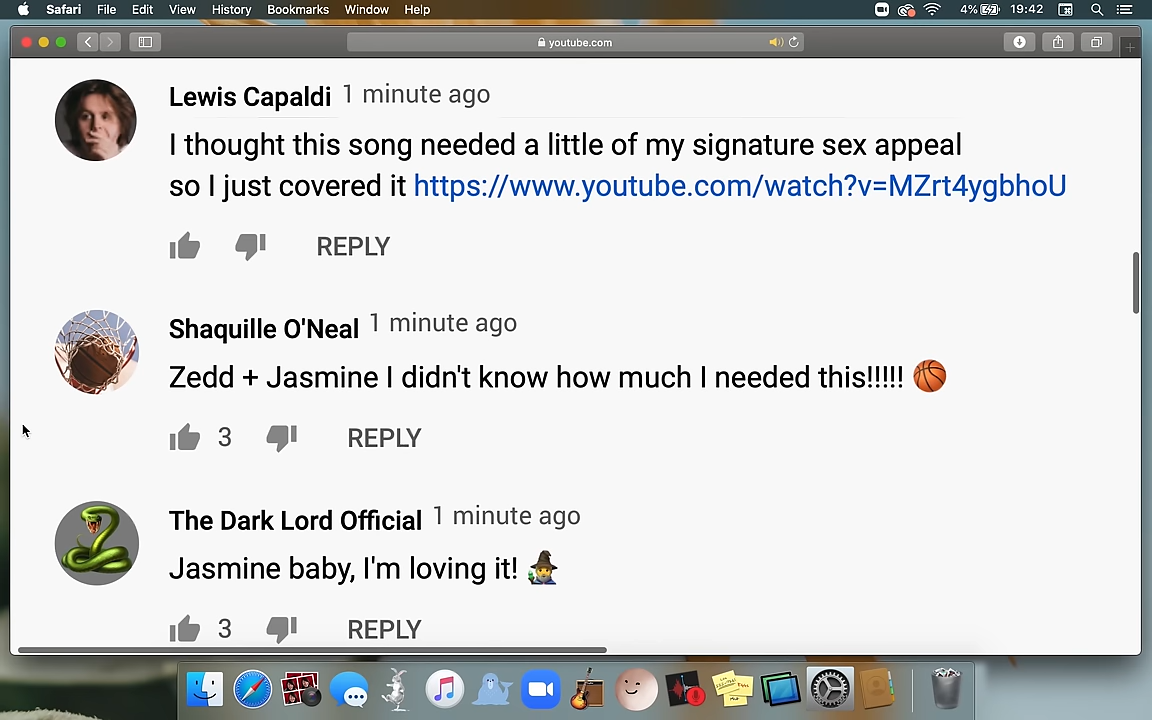 Safari File Edit View History Bookmarks Window Help 4% 19:42
youtube.com
Lewis Capaldi 1 minute ago
I thought this song needed a little of my signature sex appeal
so I just covered it https://www.youtube.com/watch?v=MZrt4ygbhoU
REPLY
Shaquille O'Neal 1 minute ago
Zedd + Jasmine I didn't know how much I needed this!!!!! 🏀
3 REPLY
The Dark Lord Official 1 minute ago
Jasmine baby, I'm loving it! 🧙‍♂️
3 REPLY